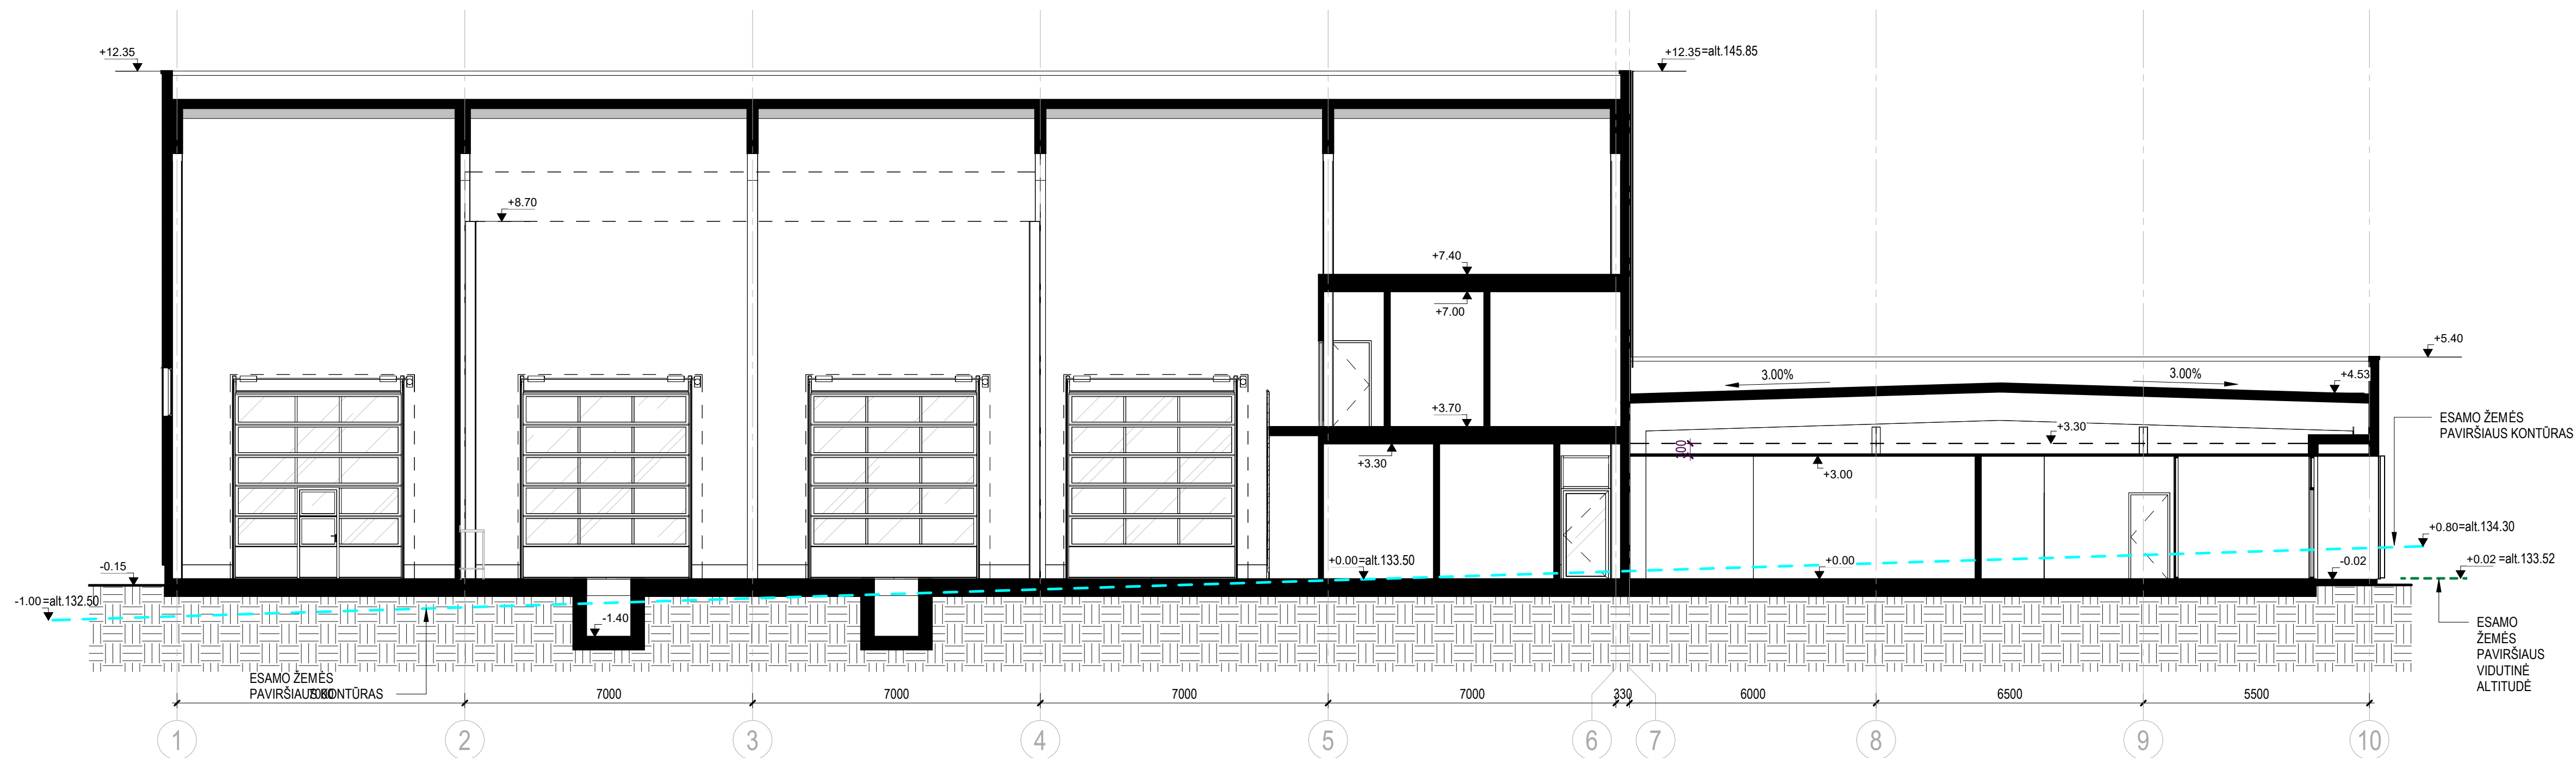 +12.35
+12.35=alt.145.85
+8.70
+7.40
+7.00
+5.40
3.00%
3.00%
+4.53
+3.70
ESAMO ŽEMĖS
PAVIRŠIAUS KONTŪRAS
+3.30
300
+3.30
+3.00
+0.80=alt.134.30
-0.15
+0.00=alt.133.50
+0.00
-0.02
+0.02 =alt.133.52
-1.00=alt.132.50
-1.40
ESAMO
ŽEMĖS
PAVIRŠIAUS
VIDUTINĖ
ALTITUDĖ
ESAMO ŽEMĖS
PAVIRŠIAUS KONTŪRAS
7000
7000
7000
7000
7000
330
6000
6500
5500
1
2
3
4
5
6
7
8
9
10